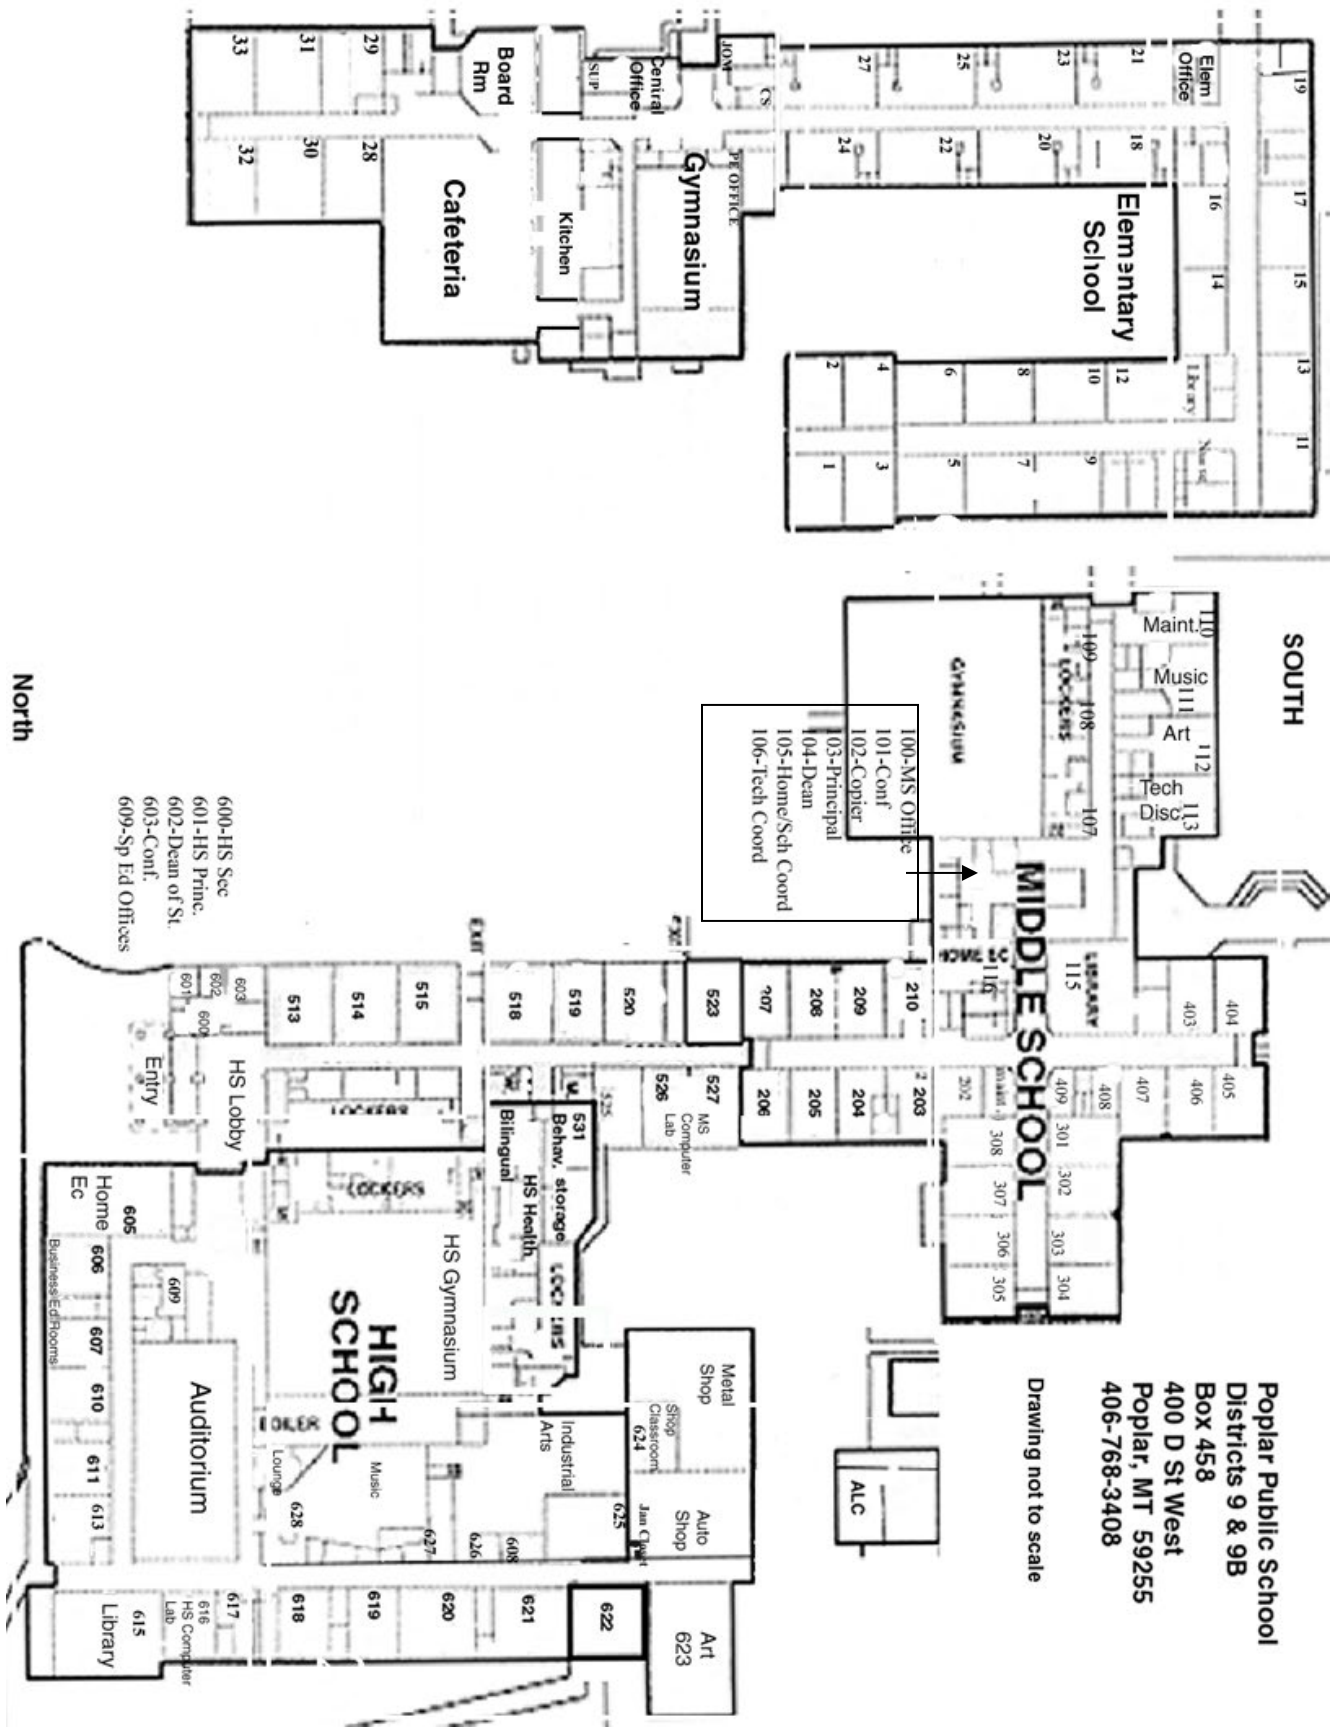 Poplar Public School
Districts 9 & 9B
Box 458
400 D St West
Poplar, MT 59255
406-768-3408
Drawing not to scale
SOUTH
North
Elementary
School
Elem
Office
19
21
23
25
27
17
15
13
11
16
14
18
20
22
24
Library
Nurse
12
10
8
6
4
2
9
7
5
3
1
JOM
CS
PE OFFICE
Gymnasium
Central
Office
SUP
Kitchen
Board
Rm
Cafeteria
29
31
33
28
30
32
MIDDLE SCHOOL
110
Maint.
Music
111
Art
112
Tech
Disc.
113
109
LOCKERS
108
107
GYMNASIUM
100-MS Office
101-Conf
102-Copier
103-Principal
104-Dean
105-Home/Sch Coord
106-Tech Coord
HOME EC
116
LIBRARY
115
403
404
405
406
407
408
409
301
302
303
304
305
306
307
308
202
203
204
205
206
207
208
209
210
ALC
HIGH
SCHOOL
600-HS Sec
601-HS Princ.
602-Dean of St.
603-Conf.
609-Sp Ed Offices
EXIT
523
520
519
518
515
514
513
603
602
601
600
Entry
HS Lobby
LOCKERS
527
526
MS
Computer
Lab
525
531
Behav. storage
HS Health
Bilingual
LOCKERS
LOCKERS
HS Gymnasium
Home
Ec
605
606
Business Ed Rooms
607
609
610
611
613
Auditorium
BOILER
Lounge
628
Music
627
626
608
Industrial
Arts
625
Metal
Shop
Shop
Classroom
624
Auto
Shop
Jan Closet
Art
623
622
621
620
619
618
617
616
HS Computer
Lab
615
Library